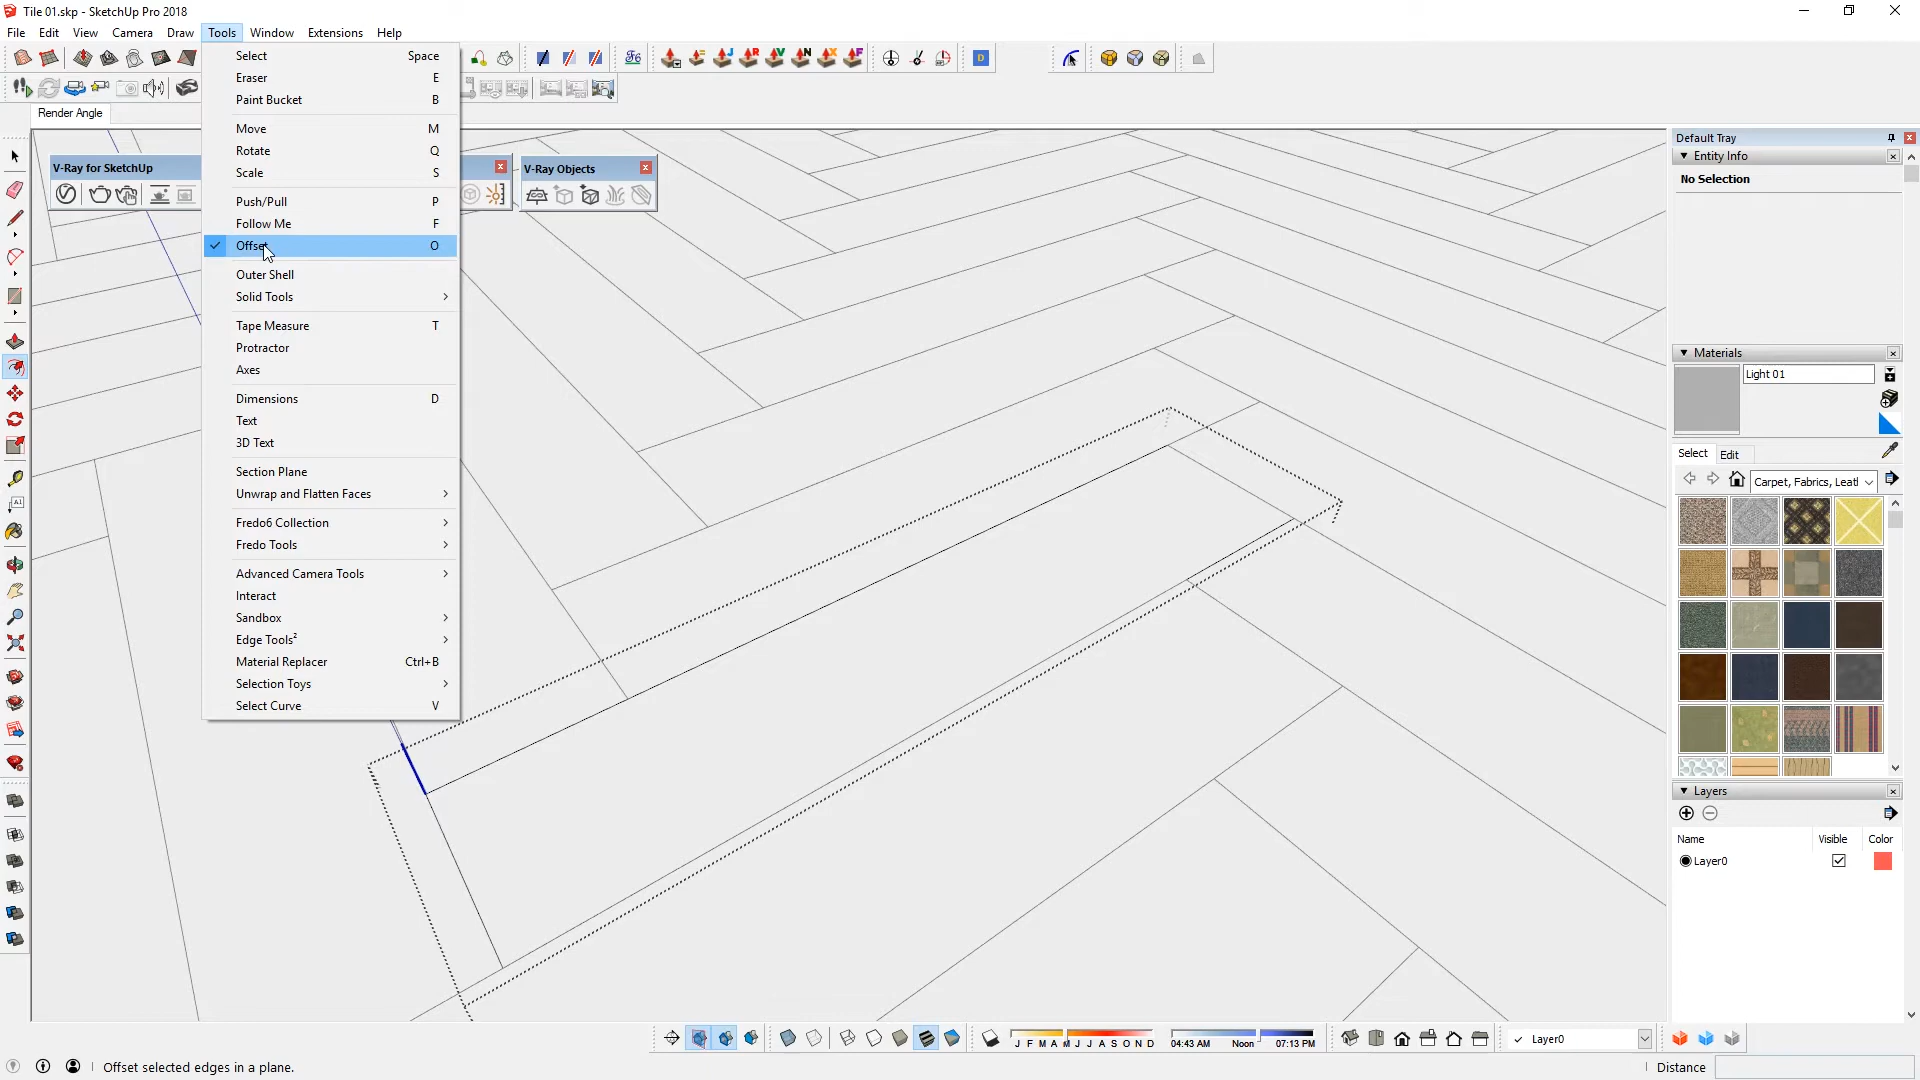 Tile 01.skp - SketchUp Pro 2018
File Edit View Camera Draw Tools Window Extensions Help
Render Angle
Select Space
Eraser E
Paint Bucket B
Move M
Rotate Q
Scale S
Push/Pull P
Follow Me F
Offset O
Outer Shell
Solid Tools
Tape Measure T
Protractor
Axes
Dimensions D
Text
3D Text
Section Plane
Unwrap and Flatten Faces
Fredo6 Collection
Fredo Tools
Advanced Camera Tools
Interact
Sandbox
Edge Tools²
Material Replacer Ctrl+B
Selection Toys
Select Curve V
V-Ray for SketchUp
V-Ray Objects
Default Tray
Entity Info
No Selection
Materials
Light 01
Select Edit
Carpet, Fabrics, Leatl
Layers
Name Visible Color
Layer0
J F M A M J J A S O N D
04:43 AM Noon 07:13 PM
Layer0
Offset selected edges in a plane.
Distance